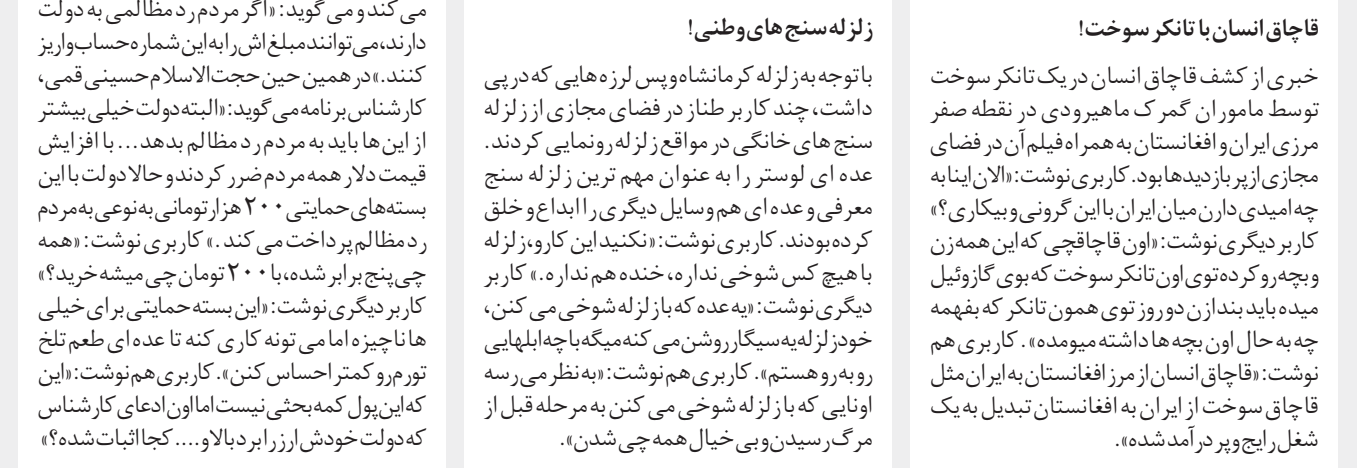 قاچاق انسان با تانکر سوخت!
خبری از کشف قاچاق انسان در یک تانکر سوخت
توسط ماموران گمرک ماهیرودی در نقطه صفر
مرزی ایران و افغانستان به همراه فیلم آن در فضای
مجازی از پربازدیدها بود. کاربری نوشت: «الان اینا به
چه امیدی دارن میان ایران با این گرونی و بیکاری؟»
کاربر دیگری نوشت: «اون قاچاقچی که این همه زن
و بچه رو کرده توی اون تانکر سوخت که بوی گازوئیل
میده باید بندازن دو روز توی همون تانکر که بفهمه
چه به حال اون بچه ها داشته میومده». کاربری هم
نوشت: «قاچاق انسان از مرز افغانستان به ایران مثل
قاچاق سوخت از ایران به افغانستان تبدیل به یک
شغل رایج و پر درآمد شده».
زلزله سنج های وطنی!
با توجه به زلزله کرمانشاه و پس لرزه هایی که در پی
داشت، چند کاربر طناز در فضای مجازی از زلزله
سنج های خانگی در مواقع زلزله رونمایی کردند.
عده ای لوستر را به عنوان مهم ترین زلزله سنج
معرفی و عده ای هم وسایل دیگری را ابداع و خلق
کرده بودند. کاربری نوشت: «نکنید این کارو، زلزله
با هیچ کس شوخی نداره، خنده هم نداره.» کاربر
دیگری نوشت: «یه عده که با زلزله شوخی می کنن،
خود زلزله یه سیگار روشن می کنه میگه با چه ابلهایی
روبه رو هستم». کاربری هم نوشت: «به نظر می رسه
اونایی که با زلزله شوخی می کنن به مرحله قبل از
مرگ رسیدن و بی خیال همه چی شدن».
می کند و می گوید: «اگر مردم رد مظالمی به دولت
دارند، می توانند مبلغ اش را به این شماره حساب واریز
کنند.» در همین حین حجت الاسلام حسینی قمی،
کارشناس برنامه می گوید: «البته دولت خیلی بیشتر
از این ها باید به مردم رد مظالم بدهد... با افزایش
قیمت دلار همه مردم ضرر کردند و حالا دولت با این
بسته های حمایتی ۲۰۰ هزار تومانی به نوعی به مردم
رد مظالم پرداخت می کند.» کاربری نوشت: «همه
چی پنج برابر شده، با ۲۰۰ تومان چی میشه خرید؟»
کاربر دیگری نوشت: «این بسته حمایتی برای خیلی
ها ناچیزه اما می تونه کاری کنه تا عده ای طعم تلخ
تورم رو کمتر احساس کنن». کاربری هم نوشت: «این
که این پول کمه بحثی نیست اما اون ادعای کارشناس
که دولت خودش ارز را برد بالا و.... کجا اثبات شده؟»